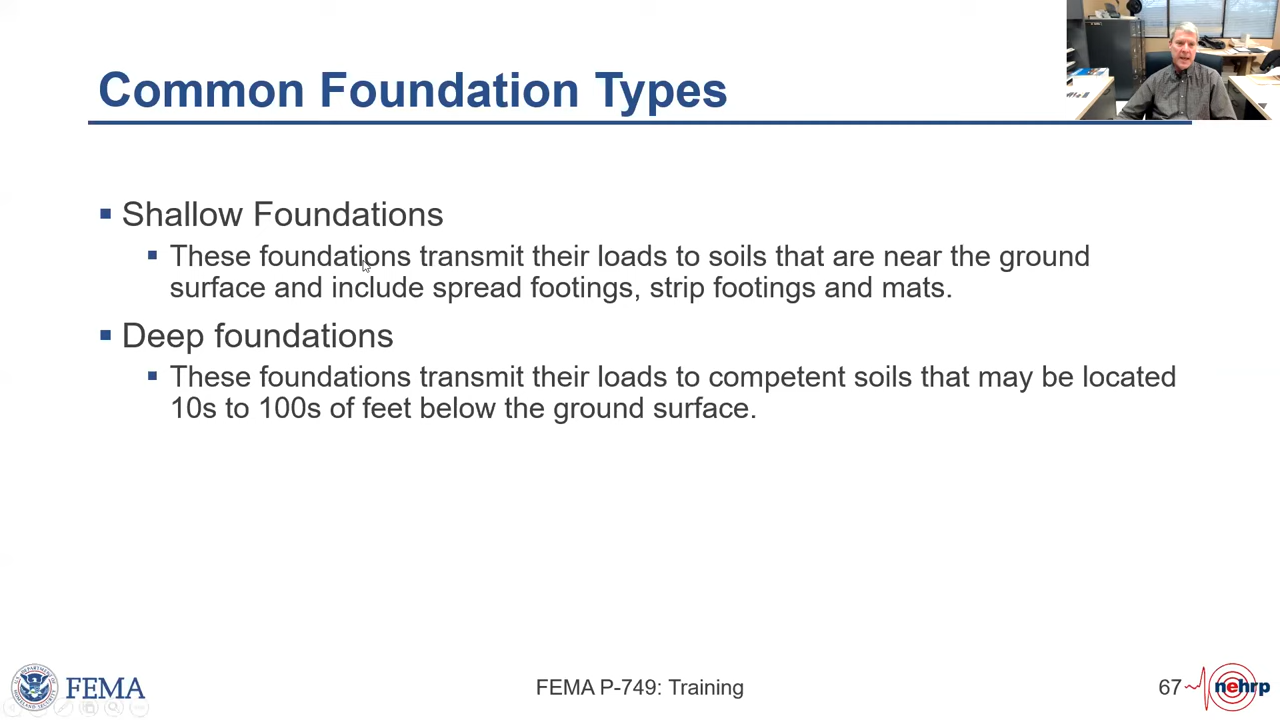 Common Foundation Types
Shallow Foundations
These foundations transmit their loads to soils that are near the ground
surface and include spread footings, strip footings and mats.
Deep foundations
These foundations transmit their loads to competent soils that may be located
10s to 100s of feet below the ground surface.
FEMA
FEMA P-749: Training
67
nehrp